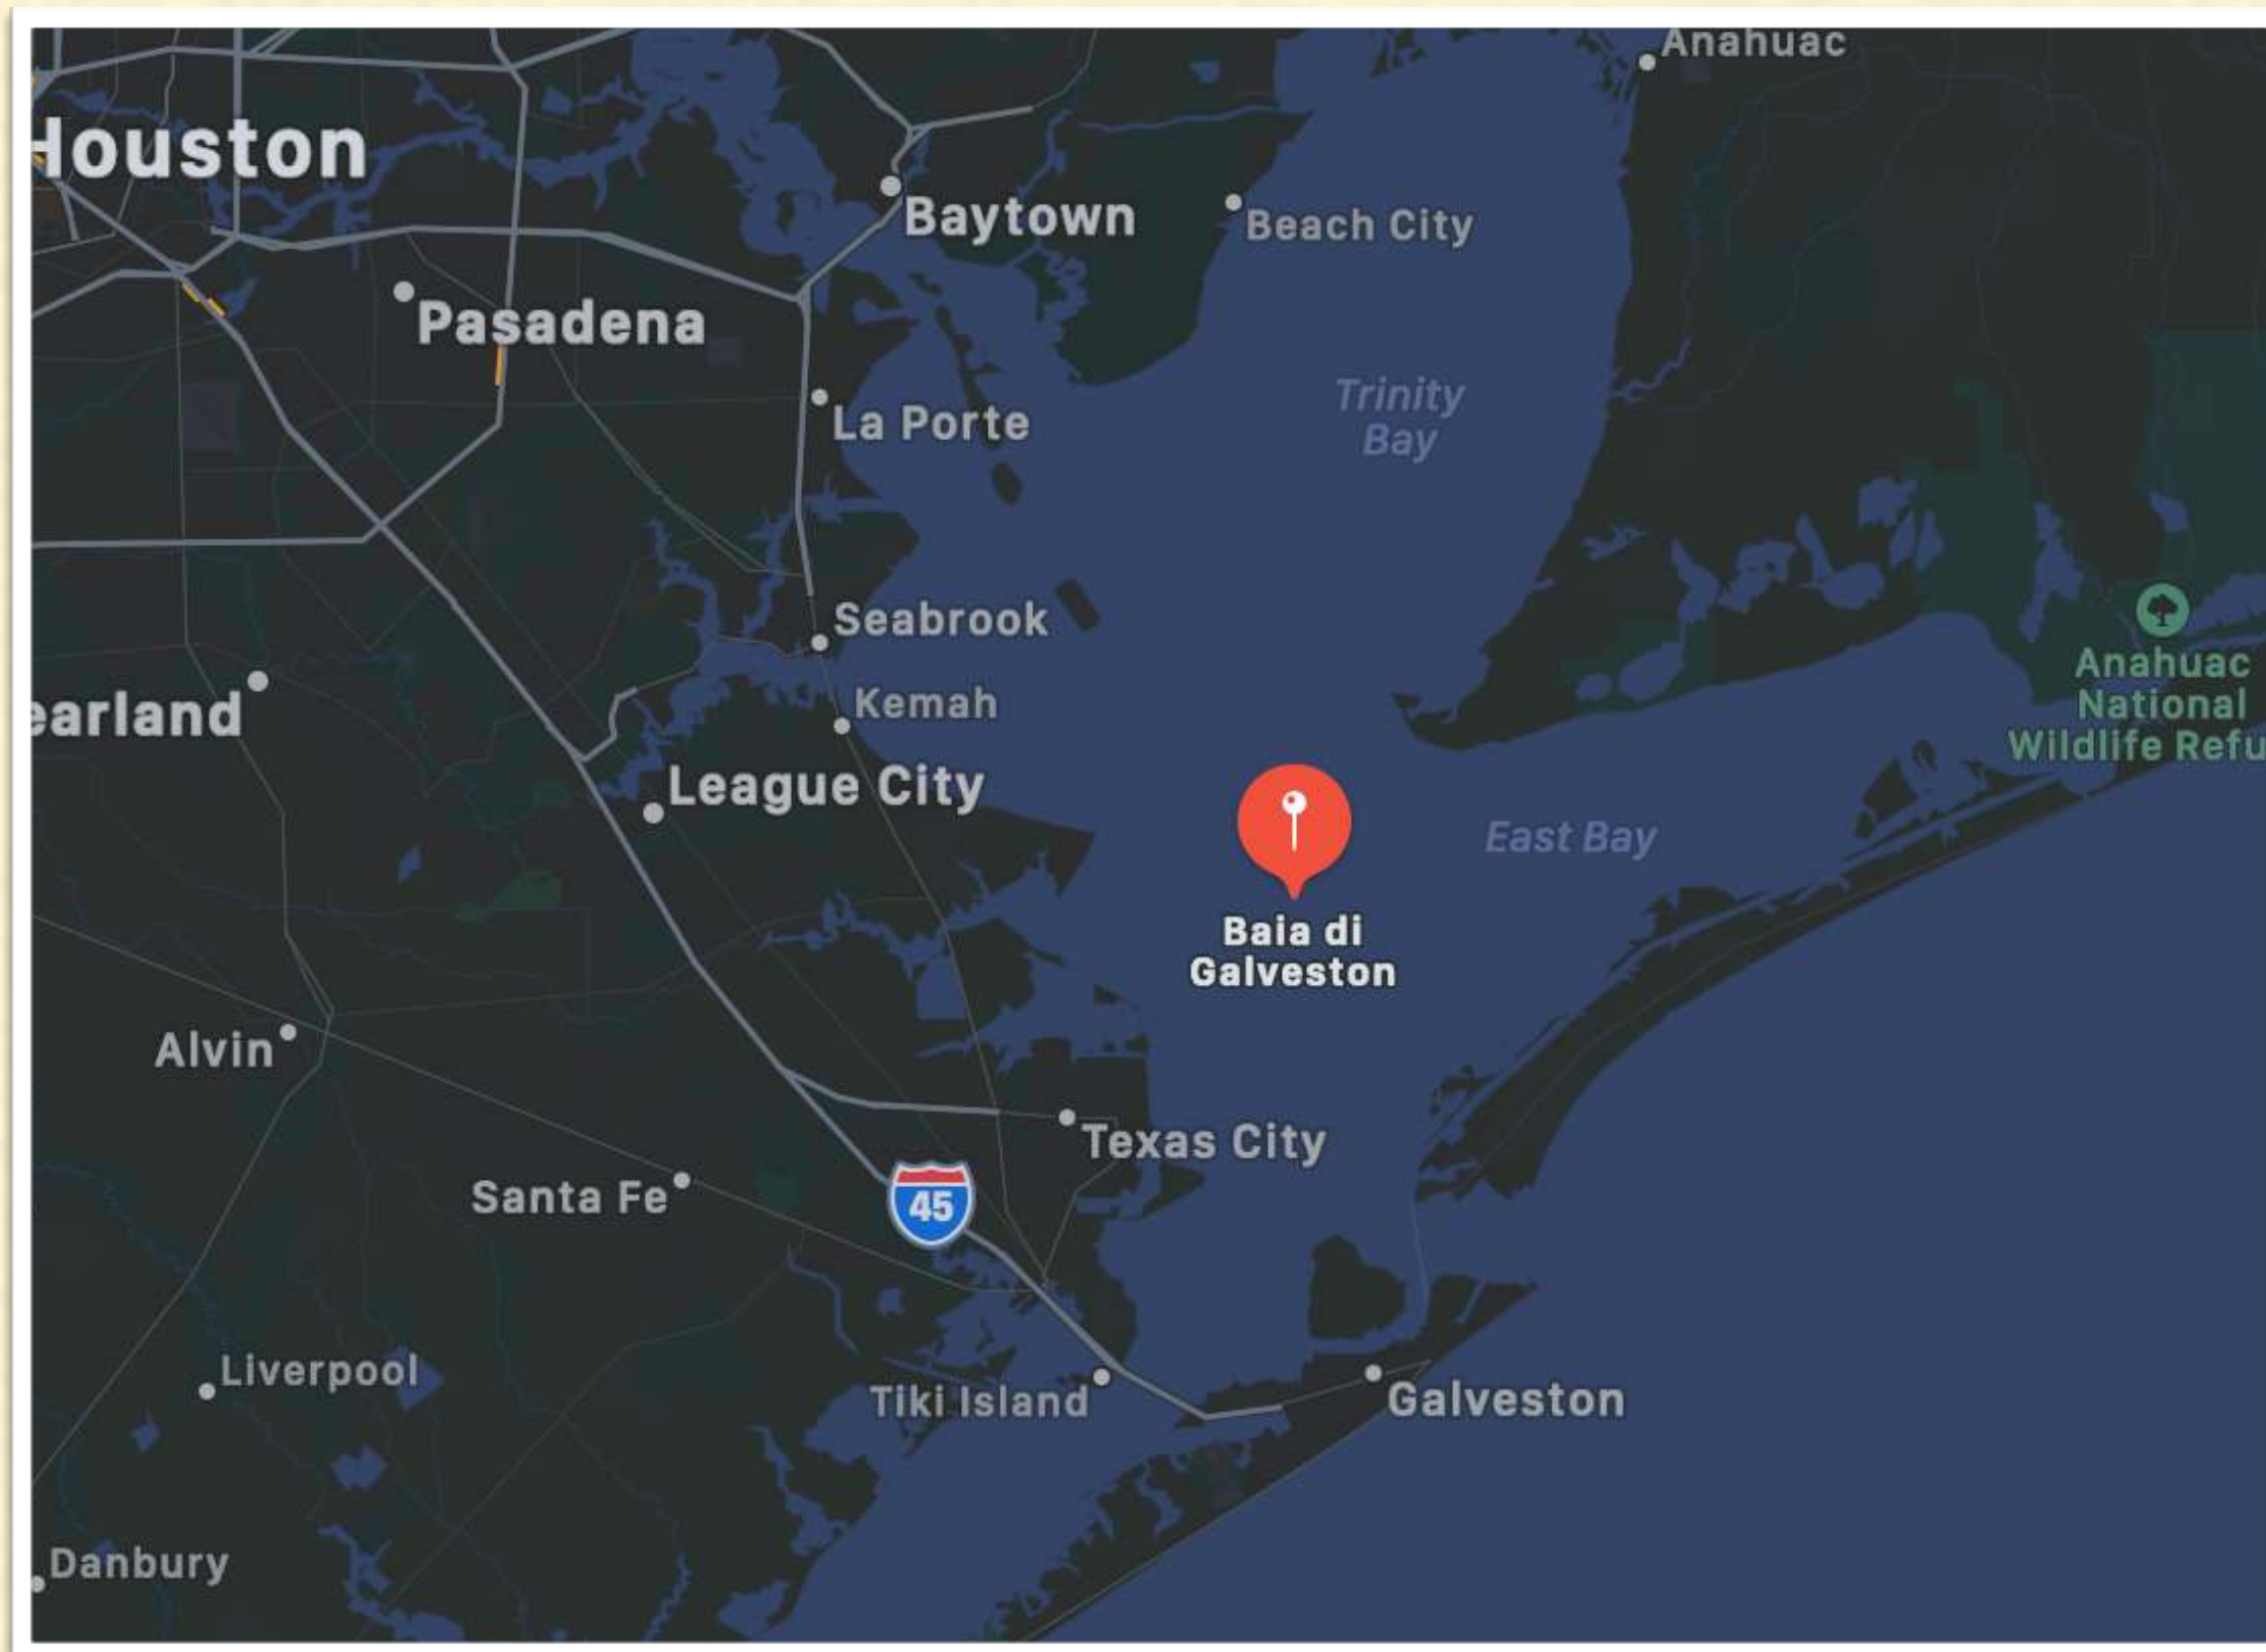 Anahuac
Houston
Baytown
Beach City
Pasadena
Trinity
Bay
La Porte
Seabrook
Anahuac
National
Wildlife Refu
Kemah
earland
League City
East Bay
Baia di
Galveston
Alvin
Texas City
Santa Fe
45
Liverpool
Tiki Island
Galveston
Danbury